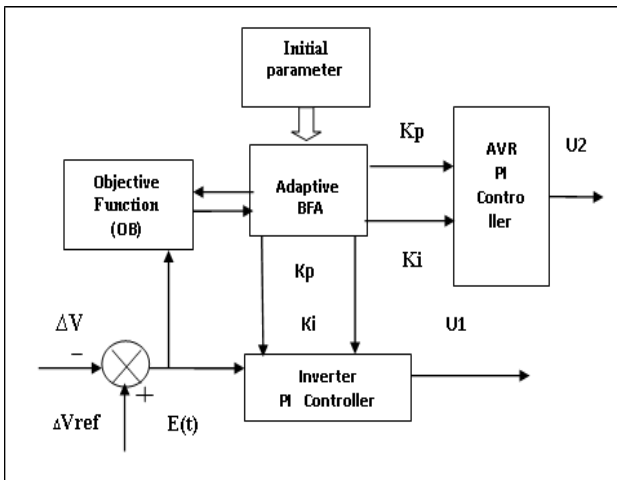 Initial
parameter
Kp
AVR
PI
Contro
ller
U2
Objective
Function
(OB)
Adaptive
BFA
Ki
Kp
Ki
U1
ΔV
−
+
ΔVref
E(t)
Inverter
PI Controller